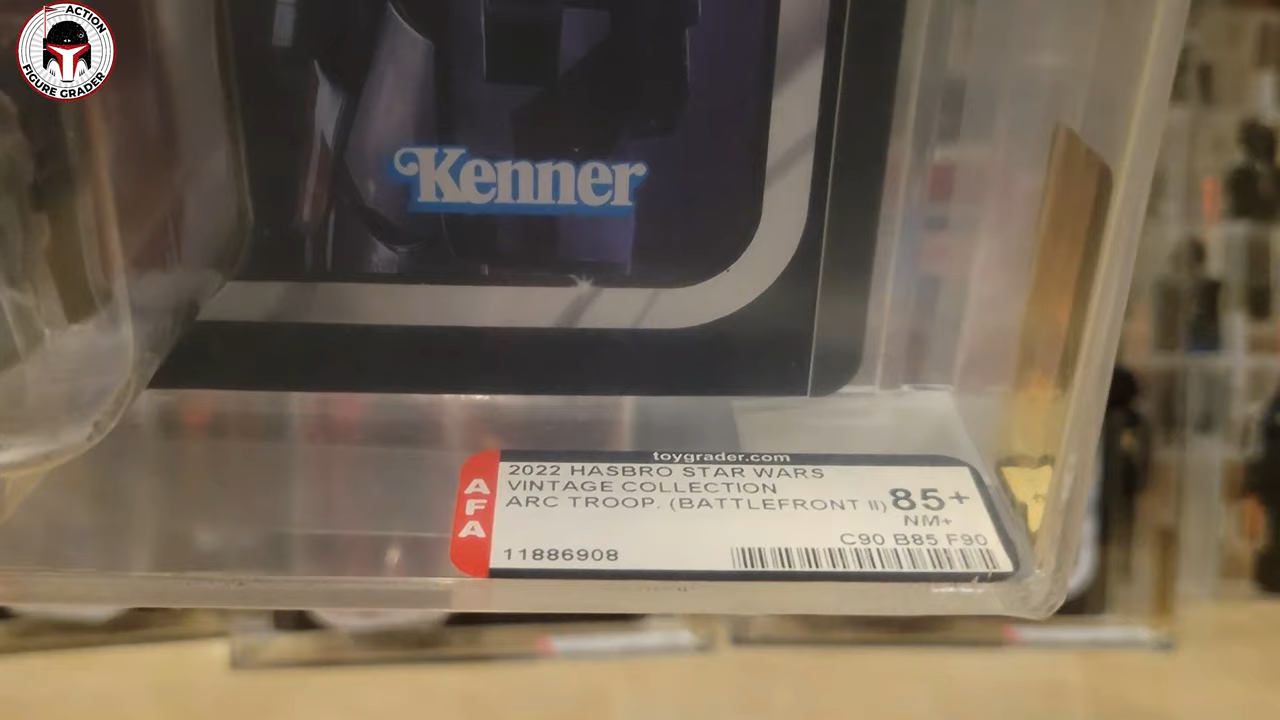 ACTION
FIGURE GRADER
Kenner
toygrader.com
AFA
2022 HASBRO STAR WARS
VINTAGE COLLECTION
ARC TROOP. (BATTLEFRONT II)
85+
NM+
C90 B85 F90
11886908